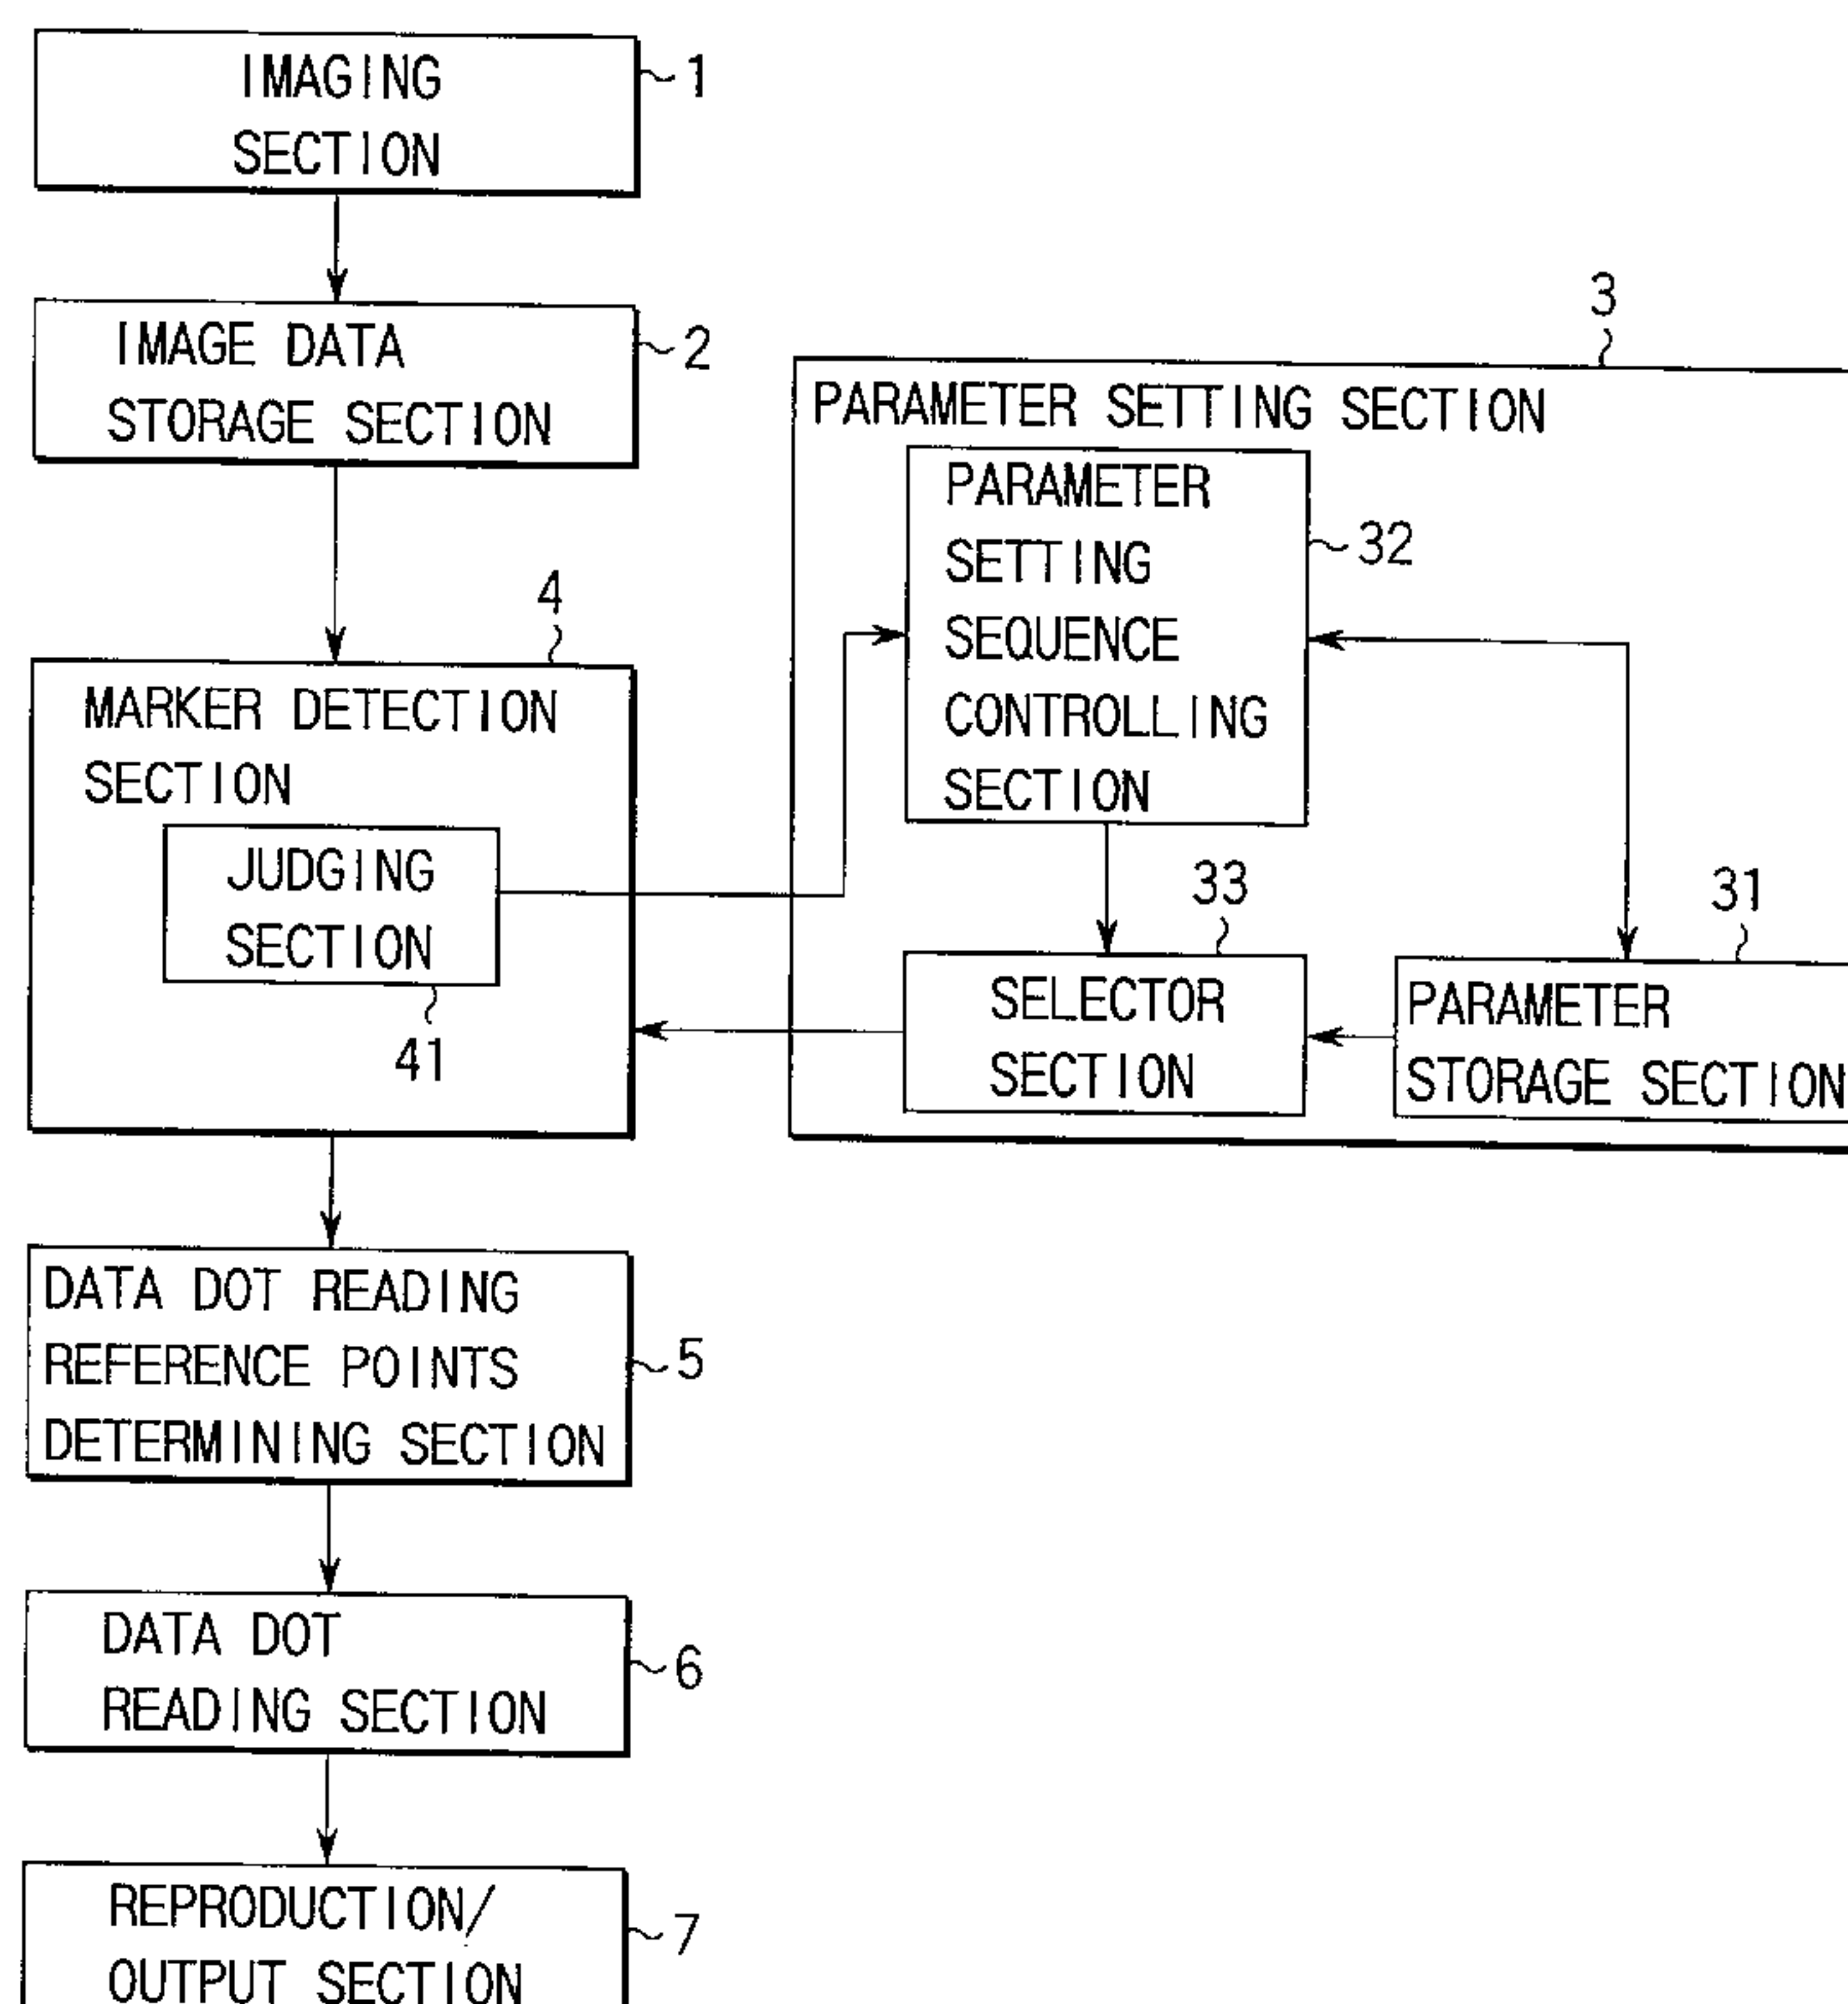 IMAGING
SECTION
1
IMAGE DATA
STORAGE SECTION
2
3
PARAMETER SETTING SECTION
PARAMETER
SETTING
SEQUENCE
CONTROLLING
SECTION
32
4
MARKER DETECTION
SECTION
JUDGING
SECTION
41
33
SELECTOR
SECTION
31
PARAMETER
STORAGE SECTION
DATA DOT READING
REFERENCE POINTS
DETERMINING SECTION
5
DATA DOT
READING SECTION
6
REPRODUCTION/
OUTPUT SECTION
7